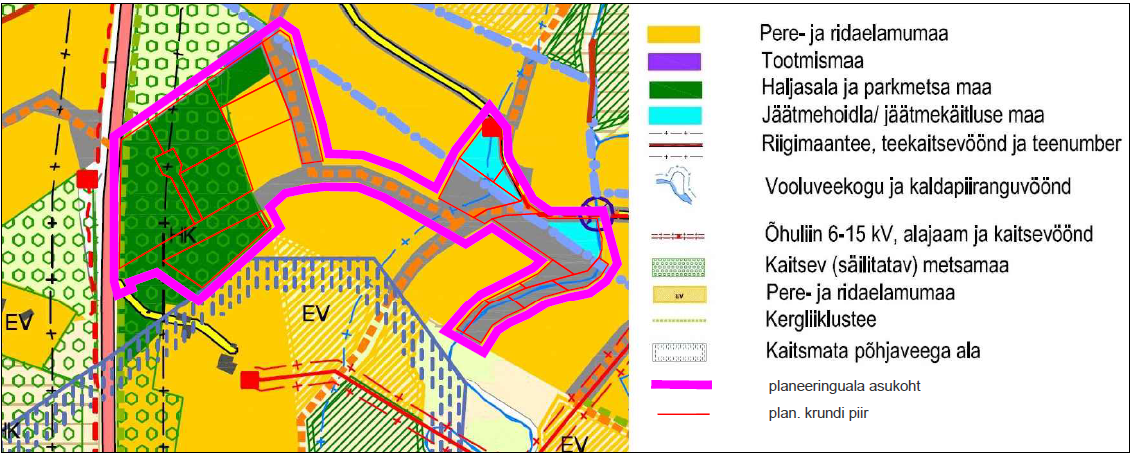 Pere- ja ridaelamumaa
Tootmismaa
Haljasala ja parkmetsa maa
Jäätmehoidla/ jäätmekäitluse maa
Riigimaantee, teekaitsevöönd ja teenumber
Vooluveekogu ja kaldapiiranguvöönd
Õhuliin 6-15 kV, alajaam ja kaitsevöönd
Kaitsev (säilitatav) metsamaa
EV
Pere- ja ridaelamumaa
Kergliiklustee
Kaitsmata põhjaveega ala
planeeringuala asukoht
plan. krundi piir
HK
EV
EV
HK
EV